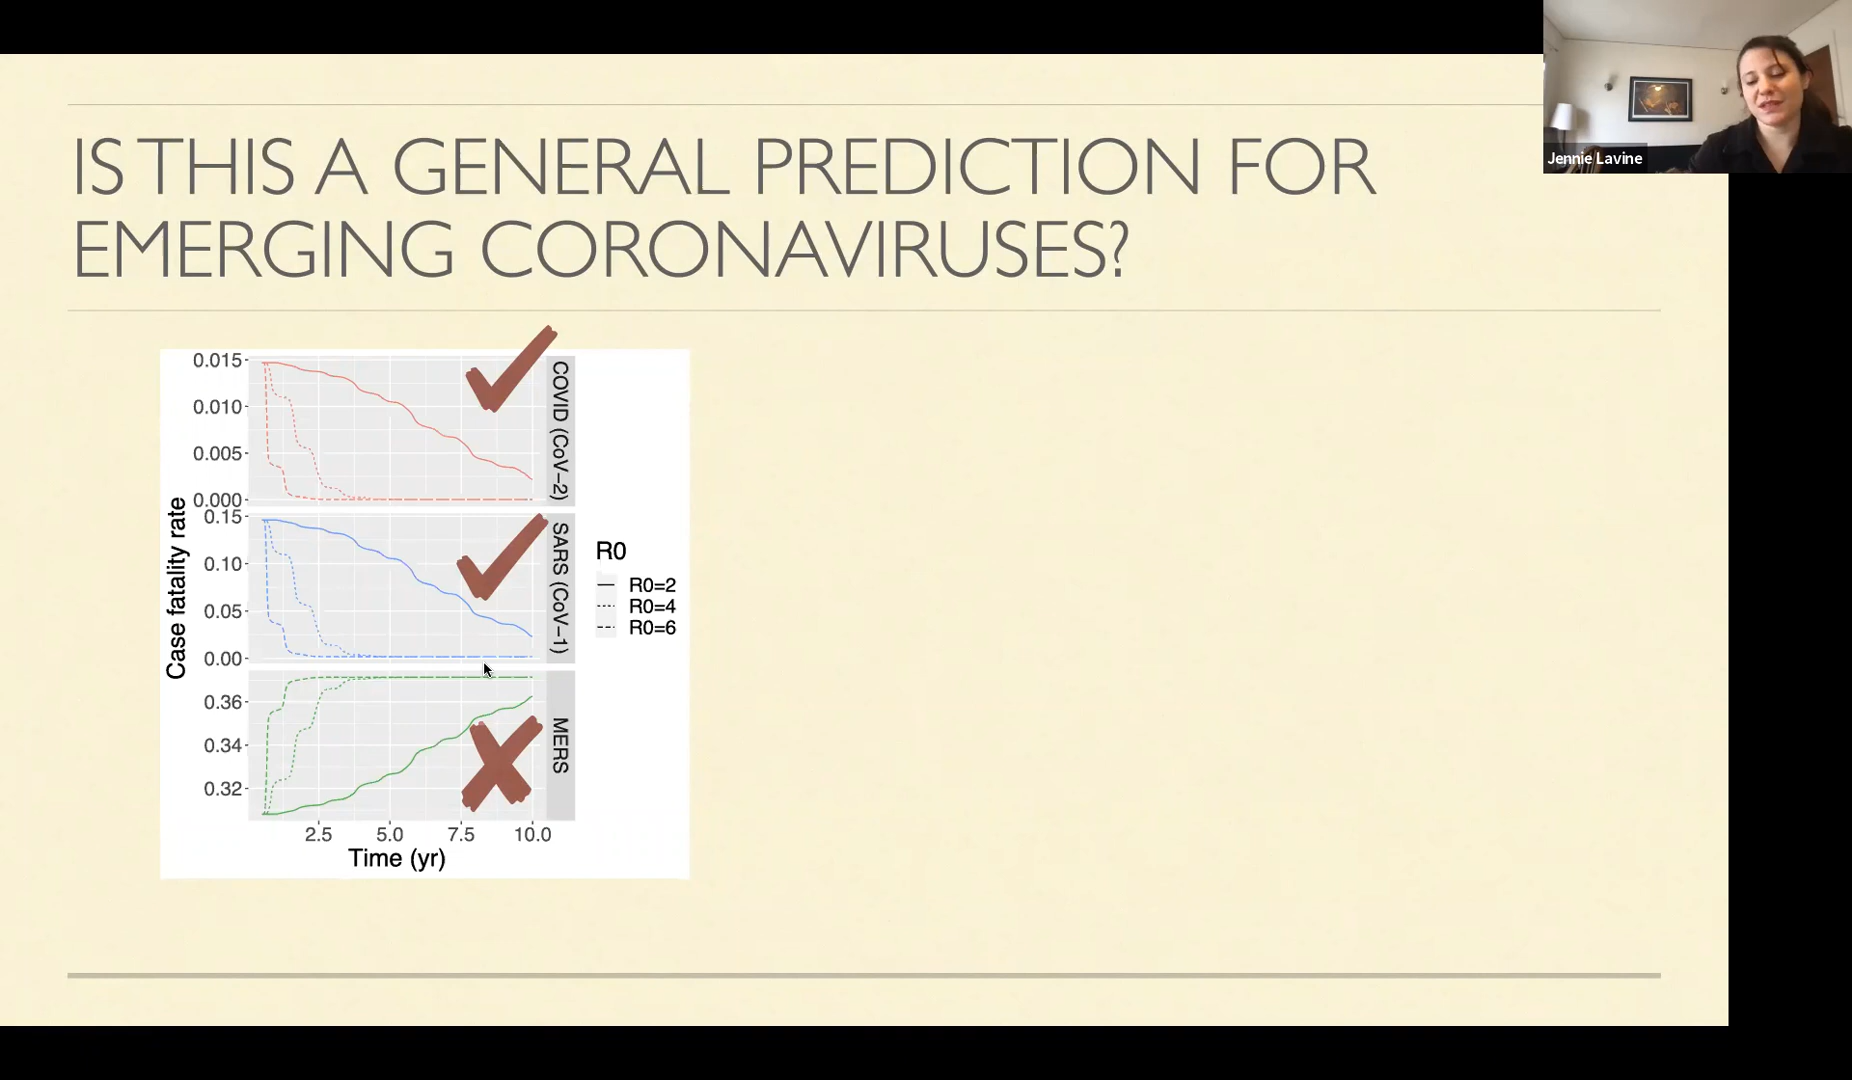 IS THIS A GENERAL PREDICTION FOR
EMERGING CORONAVIRUSES?
Jennie Lavine
Case fatality rate
0.015
0.010
0.005
0.000
COVID (CoV−2)
0.15
0.10
0.05
0.00
SARS (CoV−1)
0.36
0.34
0.32
MERS
2.5 5.0 7.5 10.0
Time (yr)
R0
R0=2
R0=4
R0=6